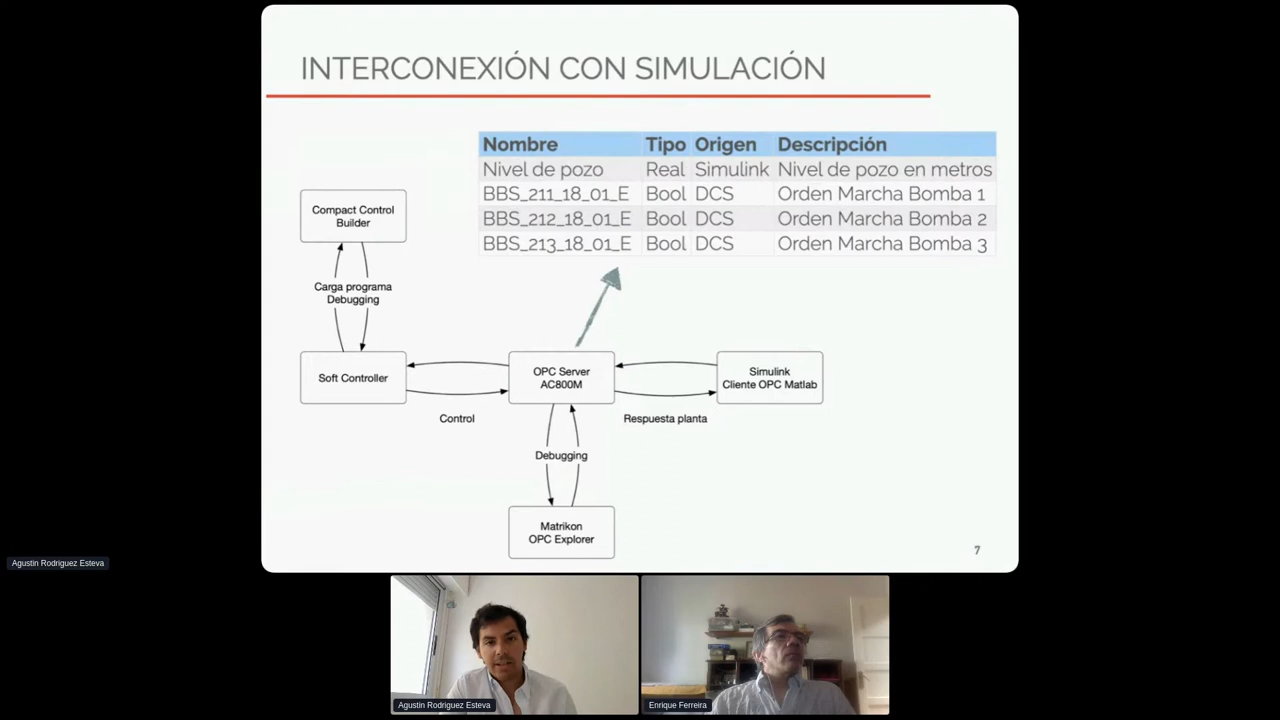 INTERCONEXIÓN CON SIMULACIÓN
Nombre Tipo Origen Descripción
Nivel de pozo Real Simulink Nivel de pozo en metros
BBS_211_18_01_E Bool DCS Orden Marcha Bomba 1
BBS_212_18_01_E Bool DCS Orden Marcha Bomba 2
BBS_213_18_01_E Bool DCS Orden Marcha Bomba 3
Compact Control
Builder
Carga programa
Debugging
Soft Controller
OPC Server
AC800M
Simulink
Cliente OPC Matlab
Control
Respuesta planta
Debugging
Matrikon
OPC Explorer
7
Agustin Rodriguez Esteva
Agustin Rodriguez Esteva
Enrique Ferreira